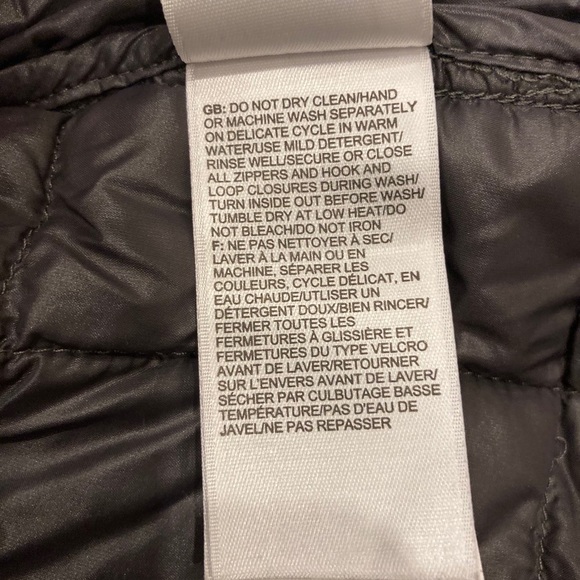 GB: DO NOT DRY CLEAN/HAND
OR MACHINE WASH SEPARATELY
ON DELICATE CYCLE IN WARM
WATER/USE MILD DETERGENT/
RINSE WELL/SECURE OR CLOSE
ALL ZIPPERS AND HOOK AND
LOOP CLOSURES DURING WASH/
TURN INSIDE OUT BEFORE WASH/
TUMBLE DRY AT LOW HEAT/DO
NOT BLEACH/DO NOT IRON
F: NE PAS NETTOYER À SEC/
LAVER À LA MAIN OU EN
MACHINE, SÉPARER LES
COULEURS, CYCLE DÉLICAT, EN
EAU CHAUDE/UTLISER UN
DÉTERGENT DOUX/BIEN RINCER/
FERMER TOUTES LES
FERMETURES À GLISSIÈRE ET
FERMETURES DU TYPE VELCRO
AVANT DE LAVER/RETOURNER
SUR L'ENVERS AVANT DE LAVER/
SÉCHER PAR CULBUTAGE BASSE
TEMPÉRATURE/PAS D'EAU DE
JAVEL/NE PAS REPASSER